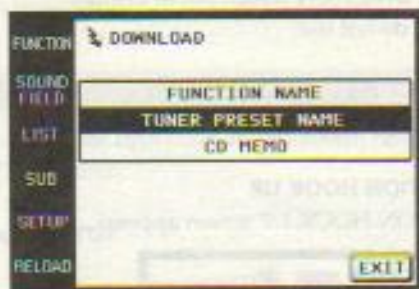 FUNCTION
SOUND FIELD
LIST
SUB
SETUP
RELOAD
DOWNLOAD
FUNCTION NAME
TUNER PRESET NAME
CD MEMO
EXIT